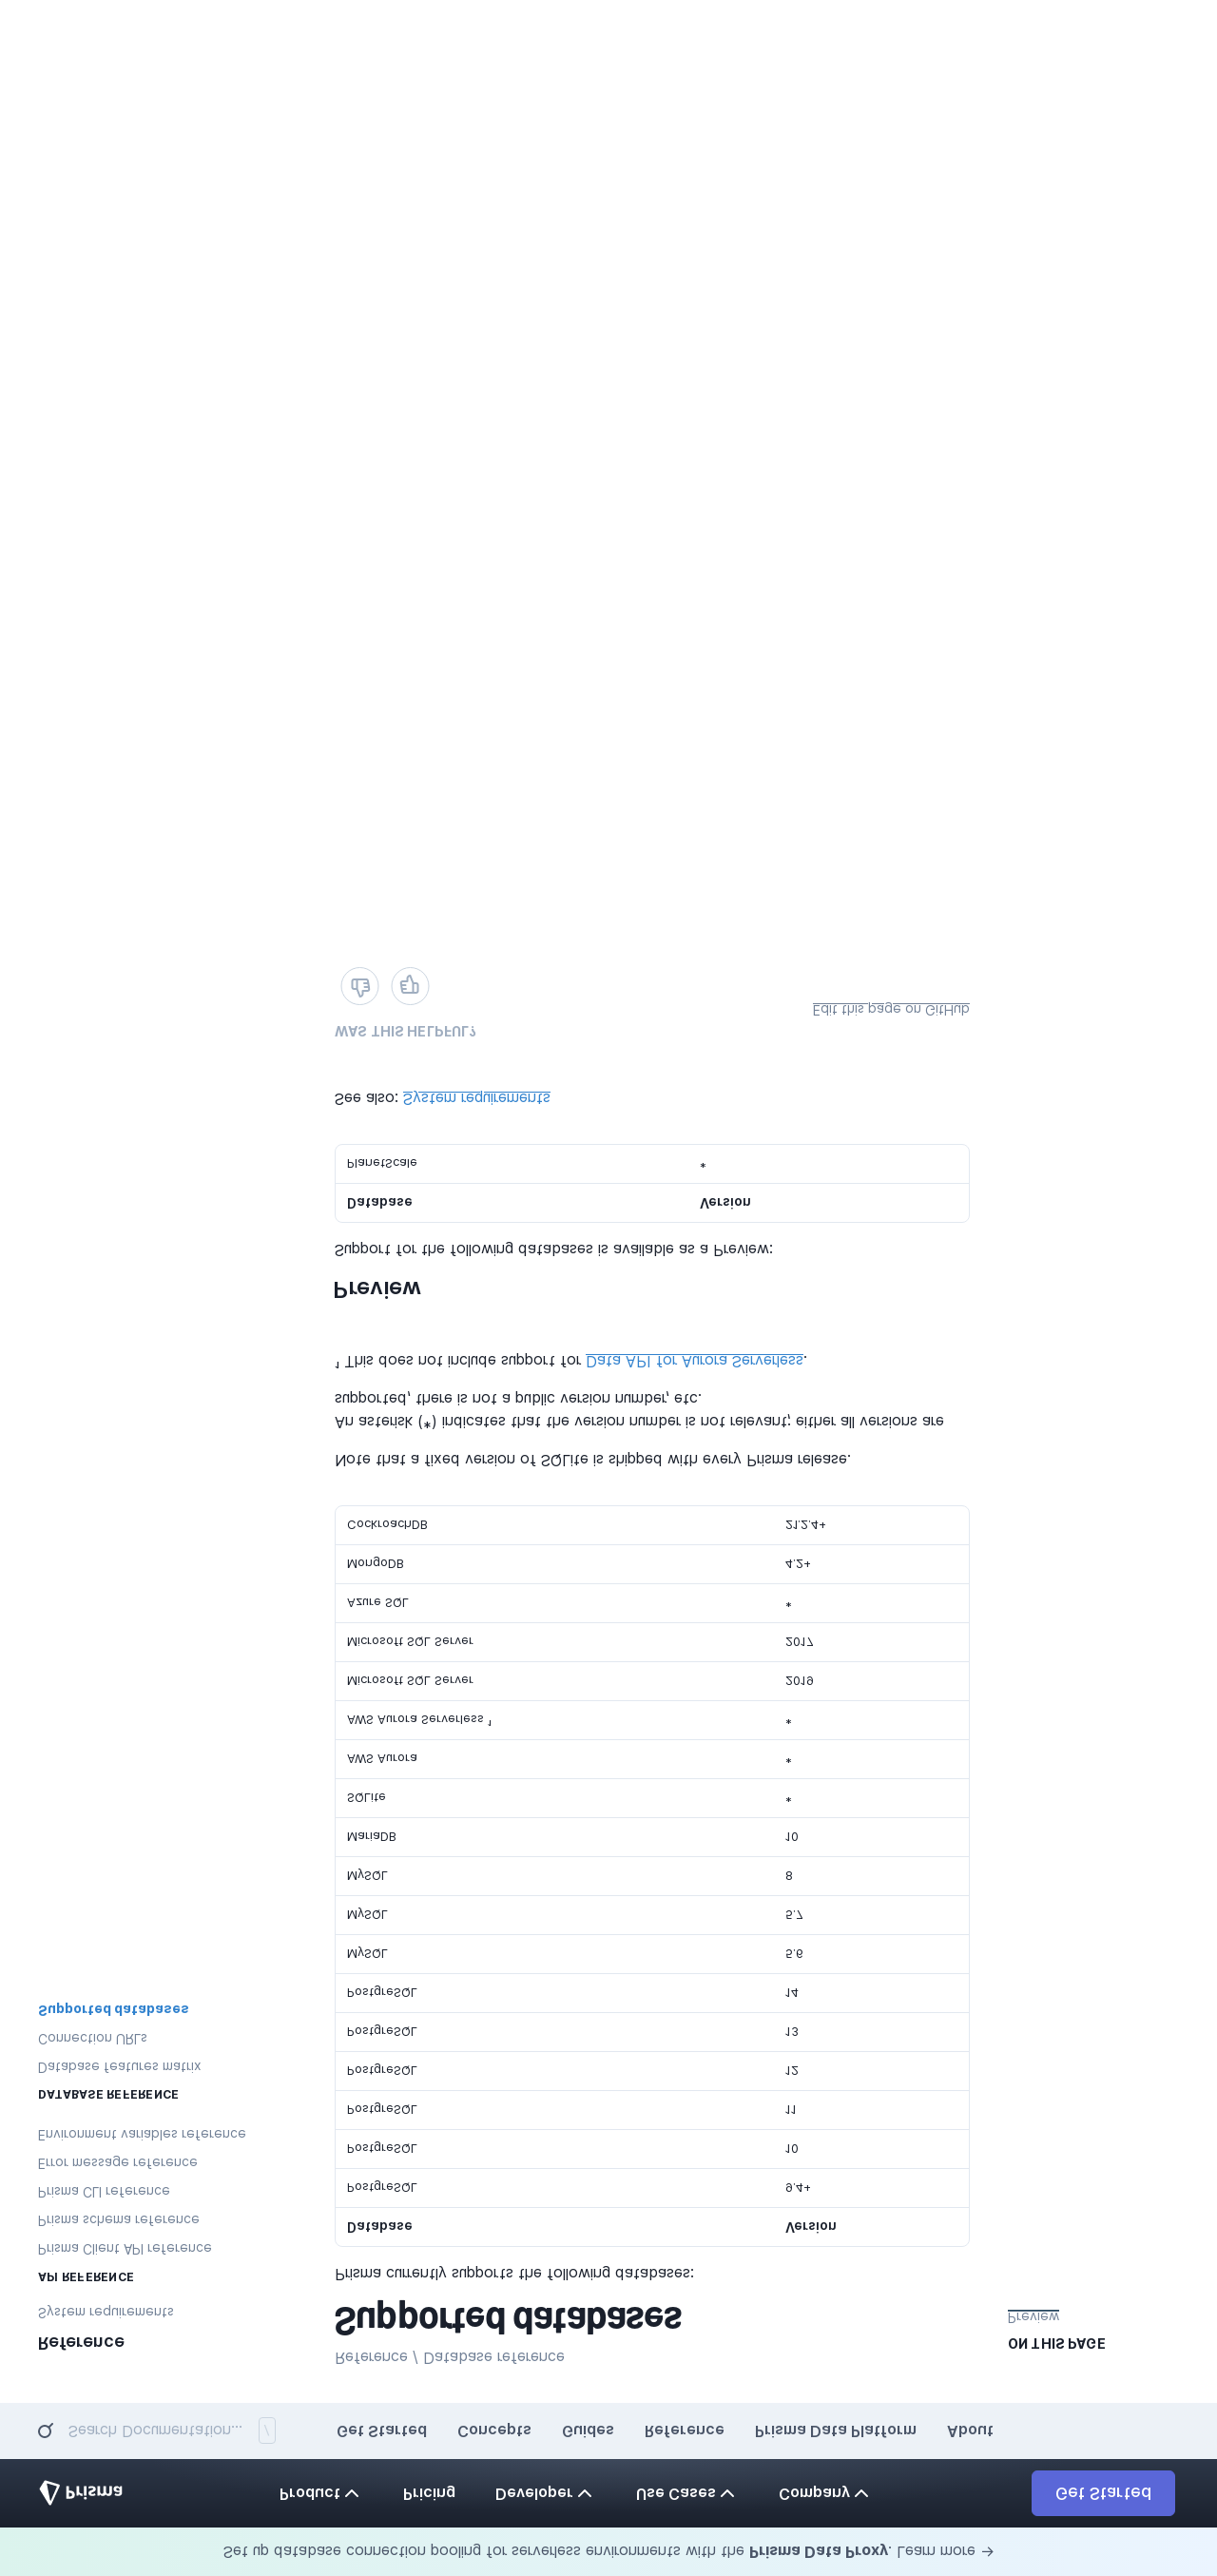 Set up database connection pooling for serverless environments with the Prisma Data Proxy. Learn more →
Prisma
Product
Pricing
Developer
Use Cases
Company
Get Started
Search Documentation... /
Get Started
Concepts
Guides
Reference
Prisma Data Platform
About
Reference
System requirements
API REFERENCE
Prisma Client API reference
Prisma schema reference
Prisma CLI reference
Error message reference
Environment variables reference
DATABASE REFERENCE
Database features matrix
Connection URLs
Supported databases
Reference / Database reference
Supported databases
Prisma currently supports the following databases:
Database Version
PostgreSQL 9.4+
PostgreSQL 10
PostgreSQL 11
PostgreSQL 12
PostgreSQL 13
PostgreSQL 14
MySQL 5.6
MySQL 5.7
MySQL 8
MariaDB 10
SQLite *
AWS Aurora *
AWS Aurora Serverless ¹ *
Microsoft SQL Server 2019
Microsoft SQL Server 2017
Azure SQL *
MongoDB 4.2+
CockroachDB 21.2.4+
Note that a fixed version of SQLite is shipped with every Prisma release.
An asterisk (*) indicates that the version number is not relevant; either all versions are
supported, there is not a public version number, etc.
¹ This does not include support for Data API for Aurora Serverless.
Preview
Support for the following databases is available as a Preview:
Database Version
PlanetScale *
See also: System requirements
WAS THIS HELPFUL?
Edit this page on GitHub
ON THIS PAGE
Preview